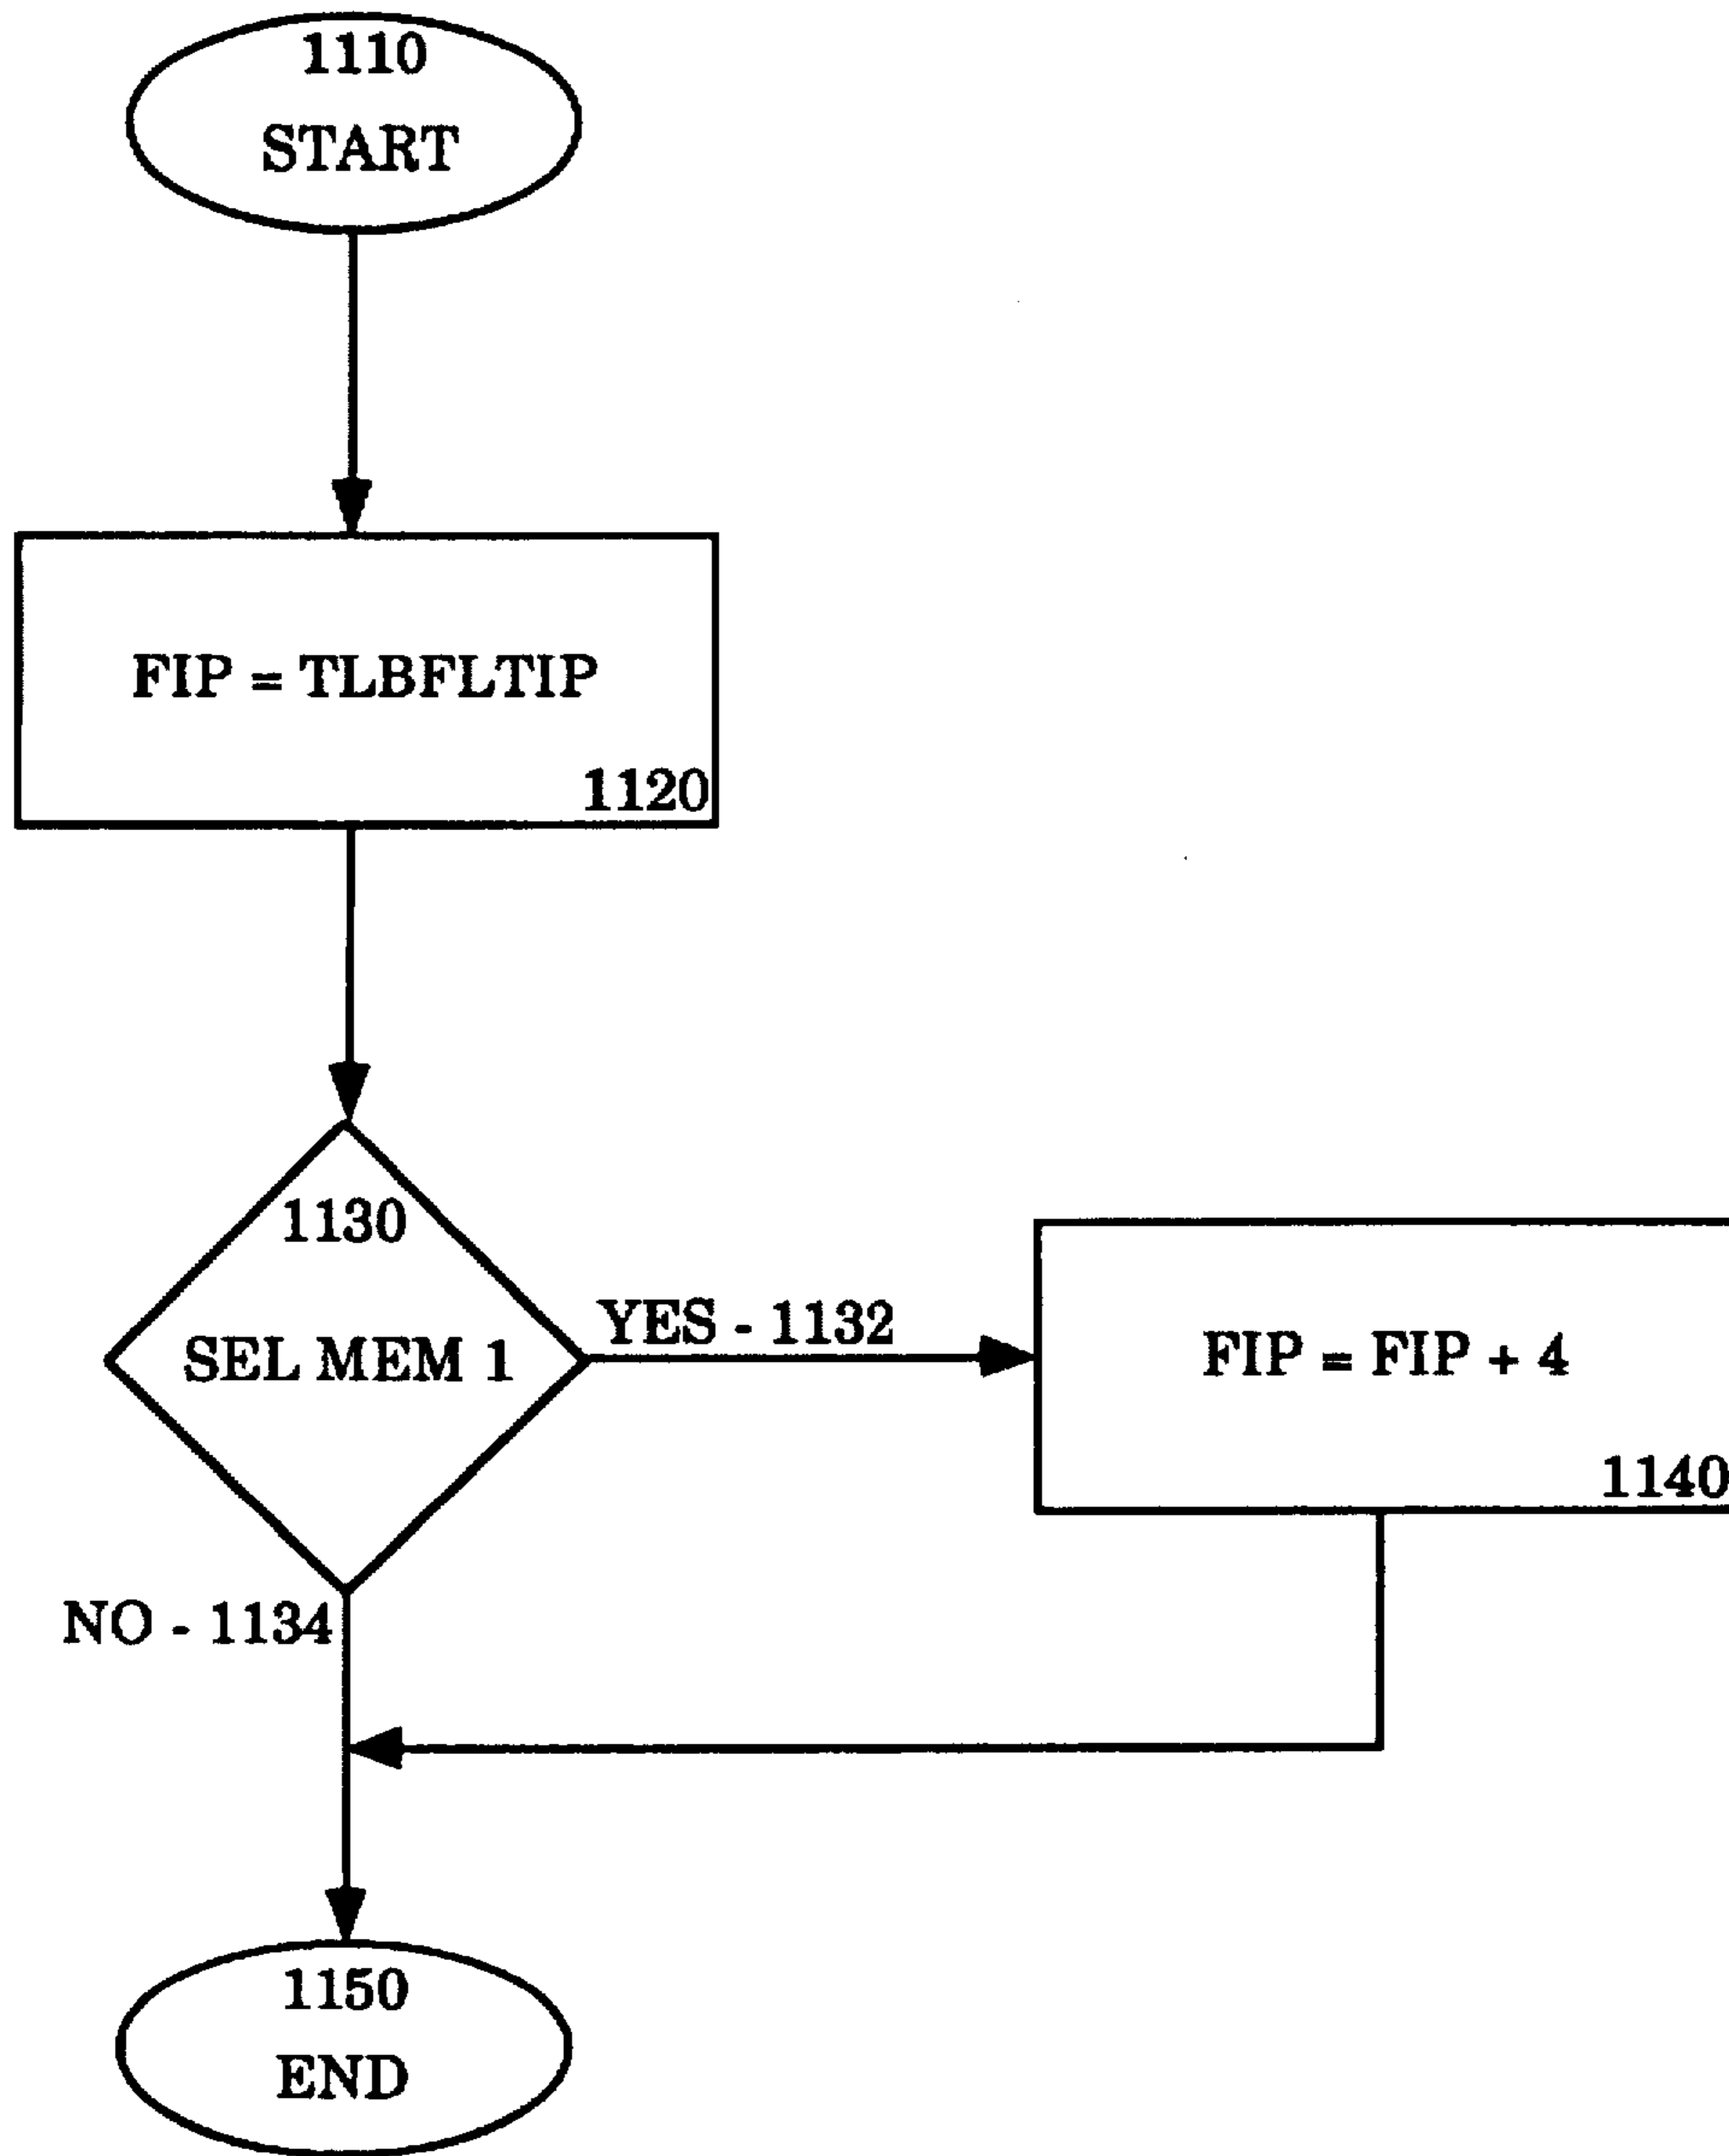 1110
START
FIP = TLBFLTIP
1120
1130
SEL MEM 1
YES - 1132
FIP = FIP + 4
1140
NO - 1134
1150
END